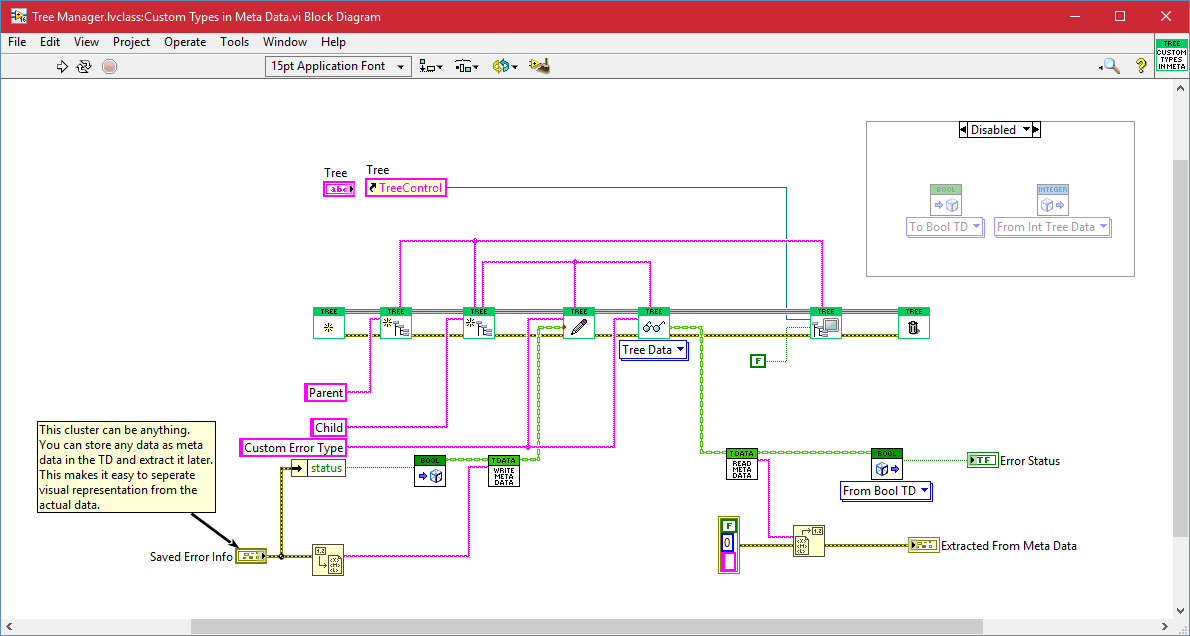 Tree Manager.lvclass:Custom Types in Meta Data.vi Block Diagram
File Edit View Project Operate Tools Window Help
15pt Application Font
?
TREE
CUSTOM
TYPES
IN META
Disabled
BOOL
INTEGER
To Bool TD
From Int Tree Data
Tree
Tree
abc
TreeControl
TREE TREE TREE TREE TREE TREE TREE
Tree Data
F
Parent
Child
Custom Error Type
status
BOOL
TDATA
WRITE
META
DATA
This cluster can be anything.
You can store any data as meta
data in the TD and extract it later.
This makes it easy to seperate
visual representation from the
actual data.
Saved Error Info
1.2
TDATA
READ
META
DATA
BOOL
From Bool TD
TF
Error Status
F
0
1.2
Extracted From Meta Data